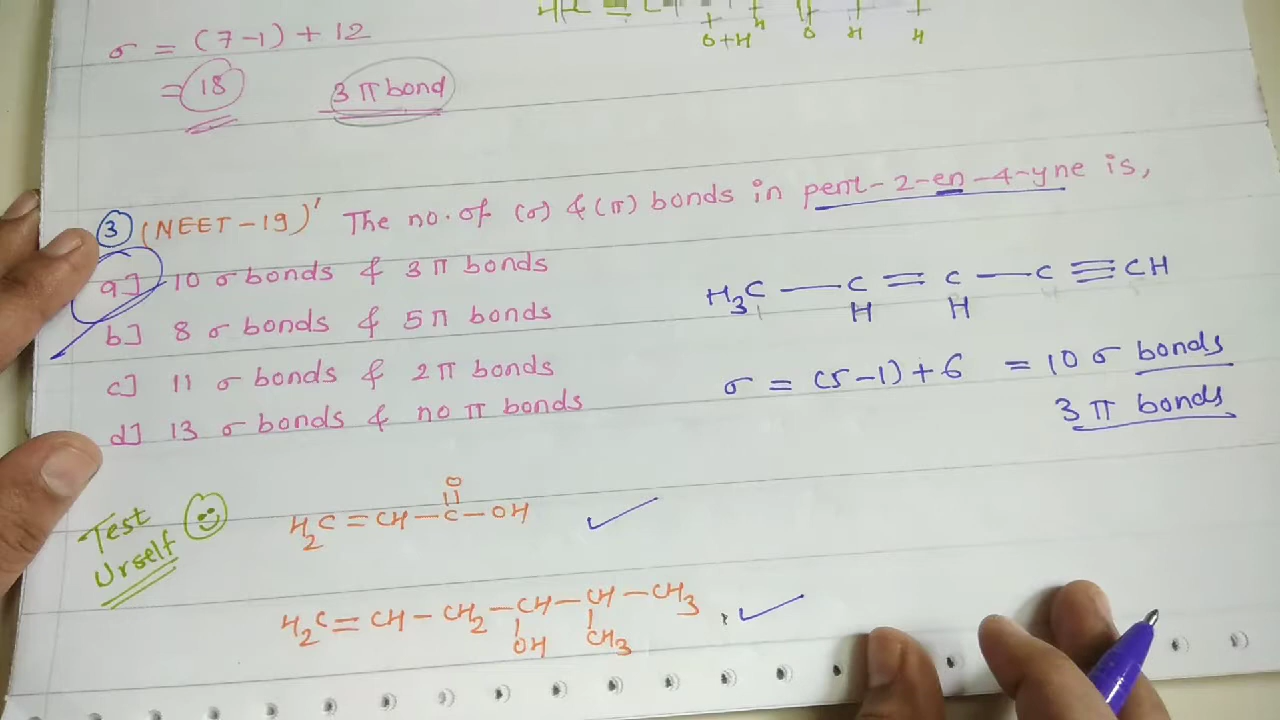 σ = (7-1) + 12
= 18 3 π bond
O+H H O H H
③ (NEET-19)' The no. of (σ) & (π) bonds in pent-2-en-4-yne is,
a] 10 σ bonds & 3 π bonds
b] 8 σ bonds & 5 π bonds
c] 11 σ bonds & 2 π bonds
d] 13 σ bonds & no π bonds
H₃C — C = C — C ≡ CH
H H
σ = (5-1) + 6 = 10 σ bonds
3 π bonds
Test
Urself
O
||
H₂C = CH — C — OH
H₂C = CH — CH₂ — CH — CH — CH₃
OH CH₃